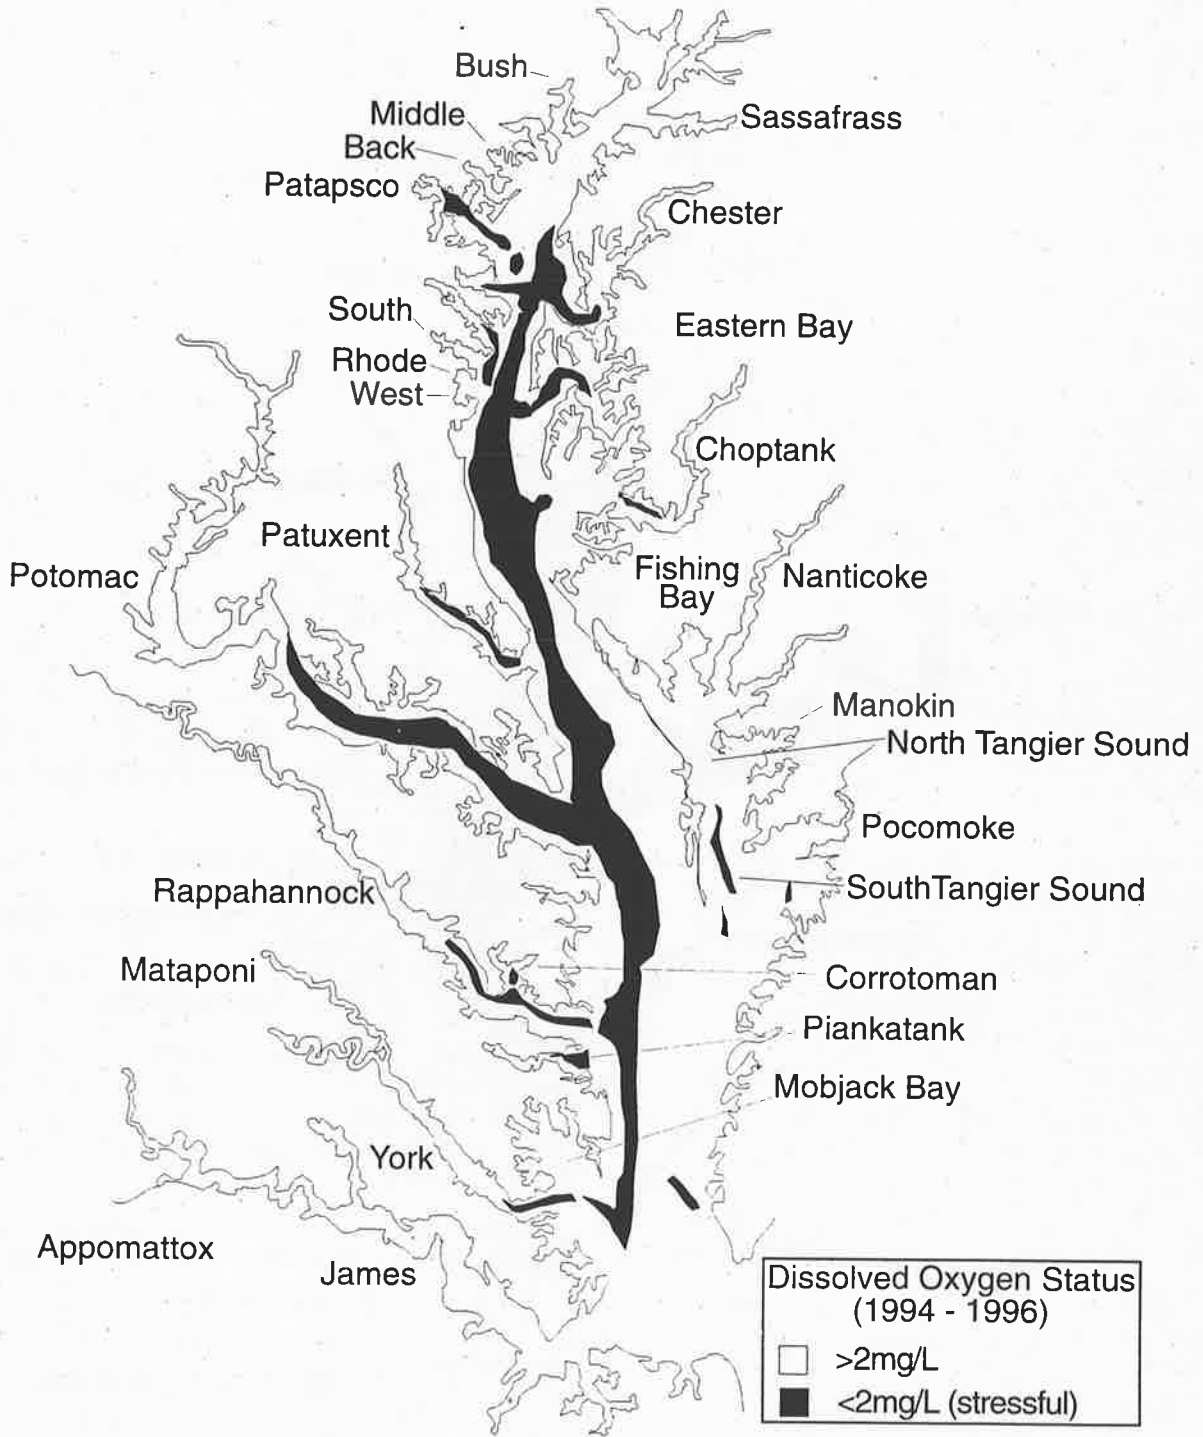 Bush
Middle
Sassafrass
Back
Patapsco
Chester
South
Eastern Bay
Rhode
West
Choptank
Patuxent
Potomac
Fishing
Bay
Nanticoke
Manokin
North Tangier Sound
Pocomoke
Rappahannock
SouthTangier Sound
Mataponi
Corrotoman
Piankatank
Mobjack Bay
York
Appomattox
James
Dissolved Oxygen Status
(1994 - 1996)
>2mg/L
<2mg/L (stressful)